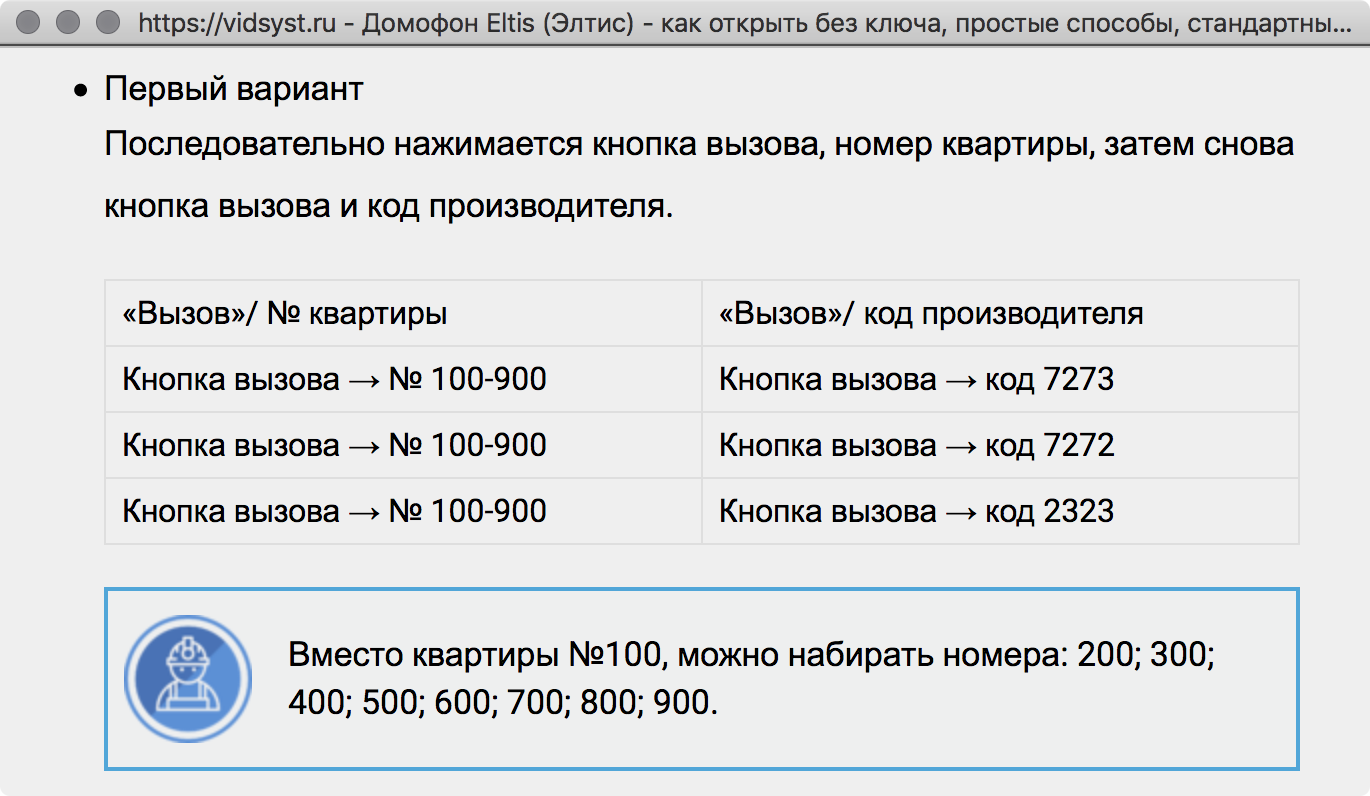 https://vidsyst.ru - Домофон Eltis (Элтис) - как открыть без ключа, простые способы, стандартны...
• Первый вариант
Последовательно нажимается кнопка вызова, номер квартиры, затем снова
кнопка вызова и код производителя.
«Вызов»/ № квартиры «Вызов»/ код производителя
Кнопка вызова → № 100-900 Кнопка вызова → код 7273
Кнопка вызова → № 100-900 Кнопка вызова → код 7272
Кнопка вызова → № 100-900 Кнопка вызова → код 2323
Вместо квартиры №100, можно набирать номера: 200; 300;
400; 500; 600; 700; 800; 900.